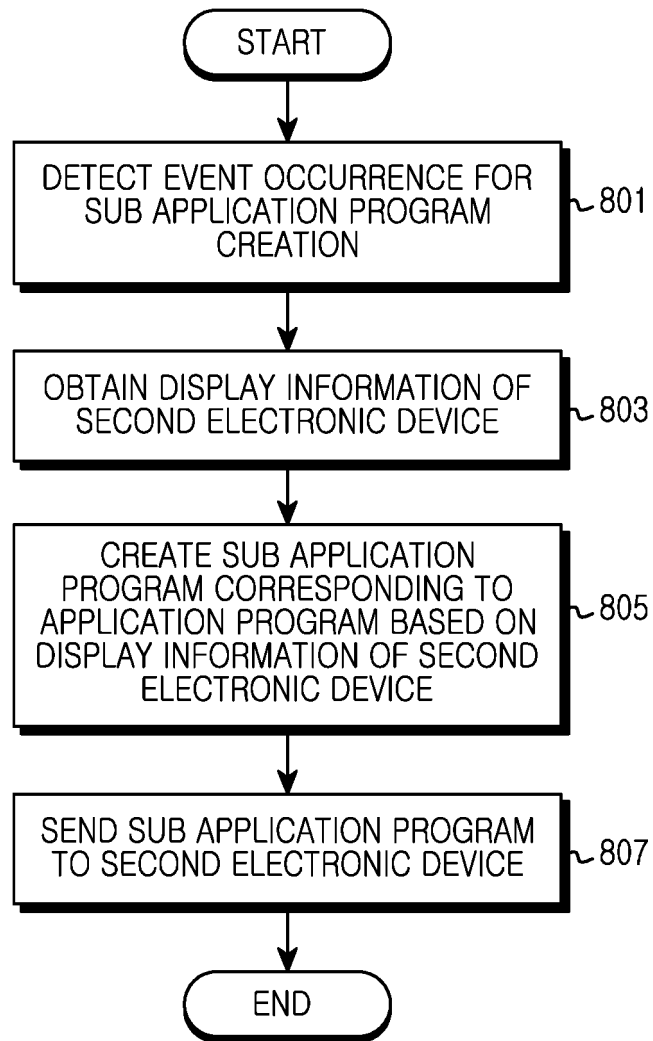 START
DETECT EVENT OCCURRENCE FOR
SUB APPLICATION PROGRAM
CREATION
801
OBTAIN DISPLAY INFORMATION OF
SECOND ELECTRONIC DEVICE
803
CREATE SUB APPLICATION
PROGRAM CORRESPONDING TO
APPLICATION PROGRAM BASED ON
DISPLAY INFORMATION OF SECOND
ELECTRONIC DEVICE
805
SEND SUB APPLICATION PROGRAM
TO SECOND ELECTRONIC DEVICE
807
END